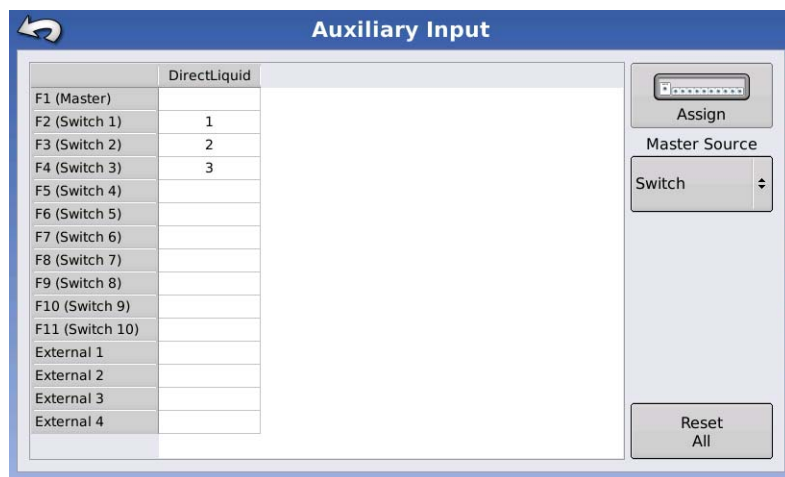 Auxiliary Input
DirectLiquid
F1 (Master)
F2 (Switch 1) 1
F3 (Switch 2) 2
F4 (Switch 3) 3
F5 (Switch 4)
F6 (Switch 5)
F7 (Switch 6)
F8 (Switch 7)
F9 (Switch 8)
F10 (Switch 9)
F11 (Switch 10)
External 1
External 2
External 3
External 4
Assign
Master Source
Switch
Reset
All